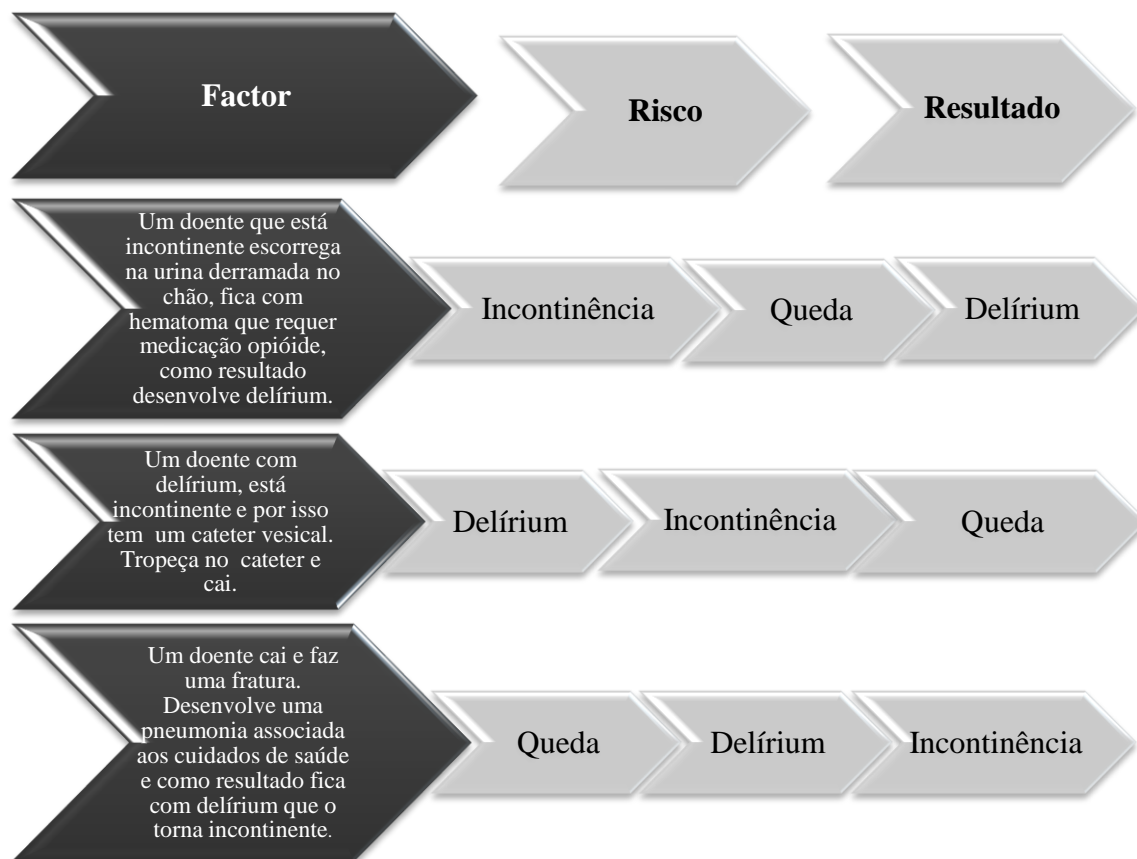 Factor
Risco
Resultado
Um doente que está
incontinente escorrega
na urina derramada no
chão, fica com
hematoma que requer
medicação opióide,
como resultado
desenvolve delírium.
Incontinência
Queda
Delírium
Um doente com
delírium, está
incontinente e por isso
tem um cateter vesical.
Tropeça no cateter e
cai.
Delírium
Incontinência
Queda
Um doente cai e faz
uma fratura.
Desenvolve uma
pneumonia associada
aos cuidados de saúde
e como resultado fica
com delírium que o
torna incontinente.
Queda
Delírium
Incontinência